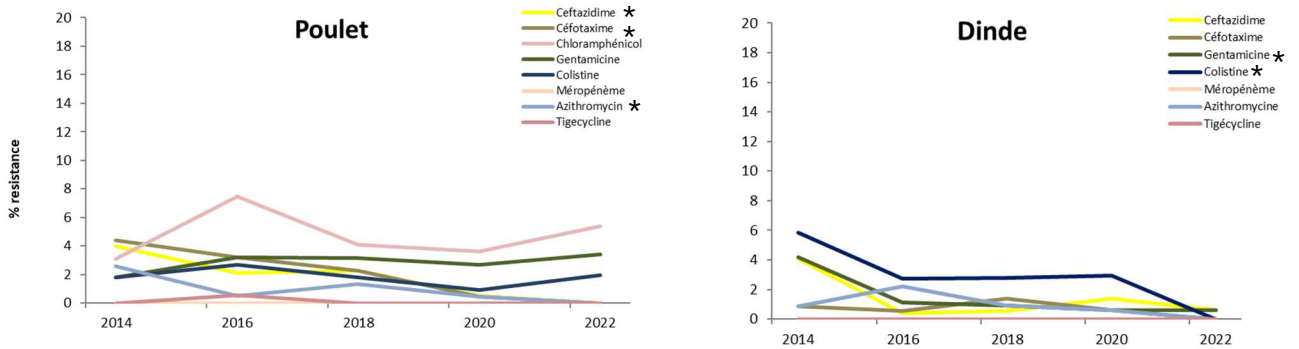 Poulet
% resistance
20
18
16
14
12
10
8
6
4
2
0
2014 2016 2018 2020 2022
Ceftazidime *
Céfotaxime *
Chloramphénicol
Gentamicine
Colistine
Méropénème
Azithromycin *
Tigecycline
Dinde
20
18
16
14
12
10
8
6
4
2
0
2014 2016 2018 2020 2022
Ceftazidime
Céfotaxime
Gentamicine *
Colistine *
Méropénème
Azithromycine
Tigécycline